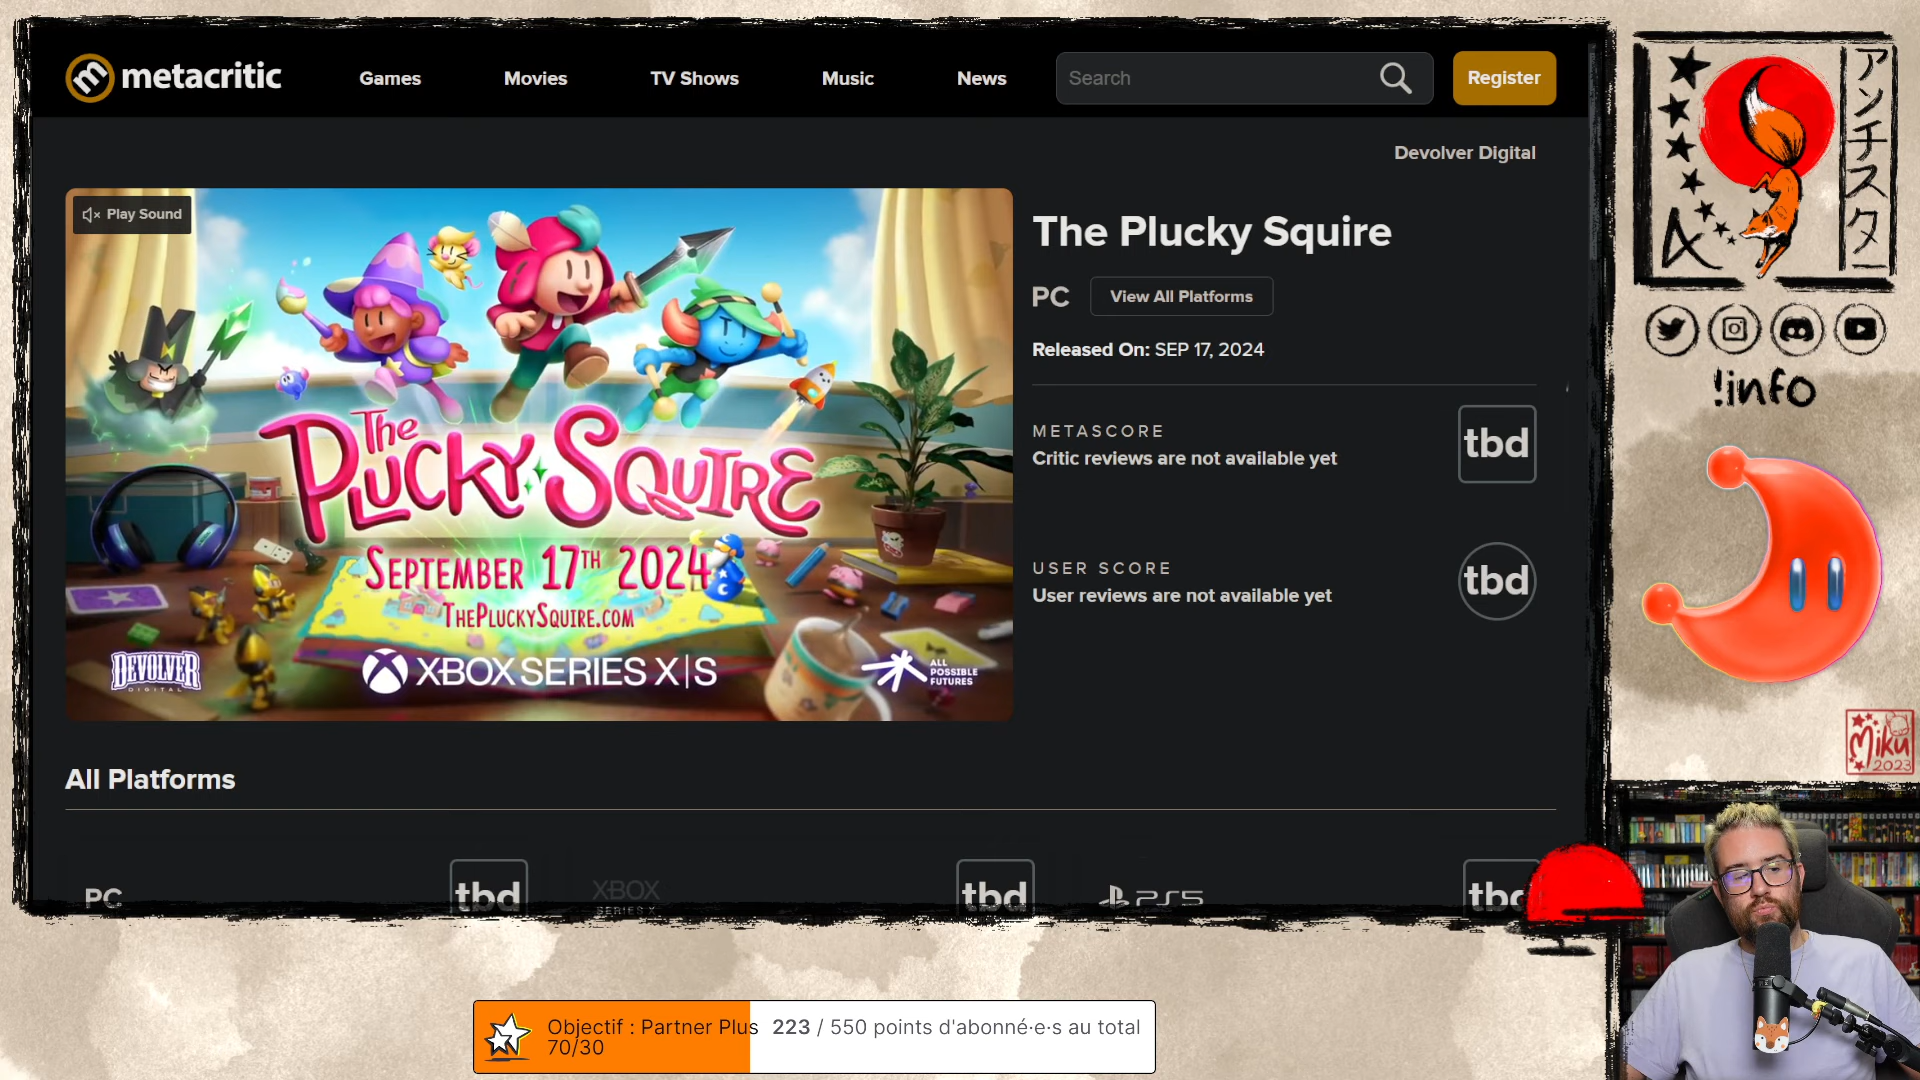 metacritic
Games
Movies
TV Shows
Music
News
Search
Register
Devolver Digital
Play Sound
The Plucky Squire
September 17th 2024
ThePluckySquire.com
DEVOLVER
DIGITAL
XBOX SERIES X|S
ALL
POSSIBLE
FUTURES
The Plucky Squire
PC
View All Platforms
Released On: SEP 17, 2024
METASCORE
Critic reviews are not available yet
tbd
USER SCORE
User reviews are not available yet
tbd
All Platforms
PC
tbd
XBOX
SERIES X
tbd
PS5
tbd
アンチスター
A
!info
Miku
2023
Objectif : Partner Plus
70/30
223 / 550 points d'abonné·e·s au total